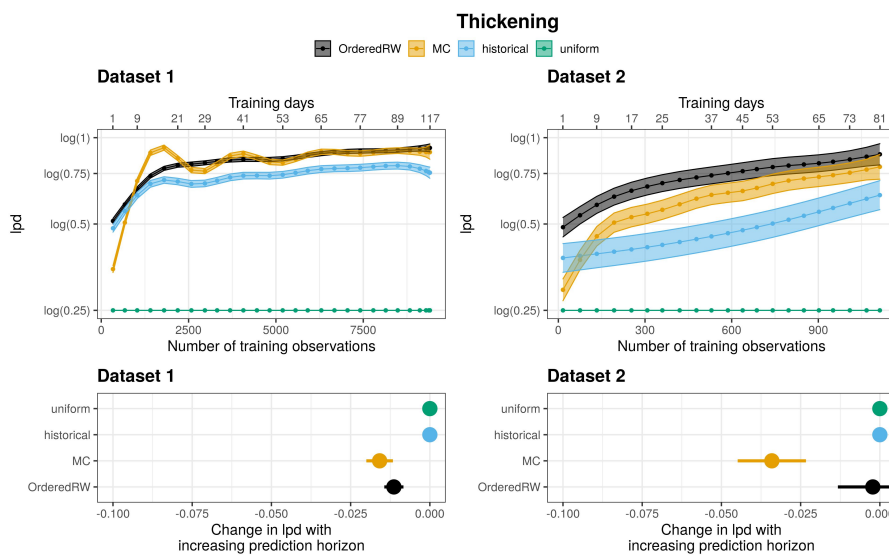 Thickening
OrderedRW MC historical uniform
Dataset 1
Training days
1 9 21 29 41 53 65 77 89 117
log(1)
log(0.75)
log(0.5)
log(0.25)
lpd
0 2500 5000 7500
Number of training observations
Dataset 2
Training days
1 9 17 25 37 45 53 65 73 81
log(1)
log(0.75)
log(0.5)
log(0.25)
lpd
0 300 600 900
Number of training observations
Dataset 1
uniform
historical
MC
OrderedRW
-0.100 -0.075 -0.050 -0.025 0.000
Change in lpd with
increasing prediction horizon
Dataset 2
uniform
historical
MC
OrderedRW
-0.100 -0.075 -0.050 -0.025 0.000
Change in lpd with
increasing prediction horizon